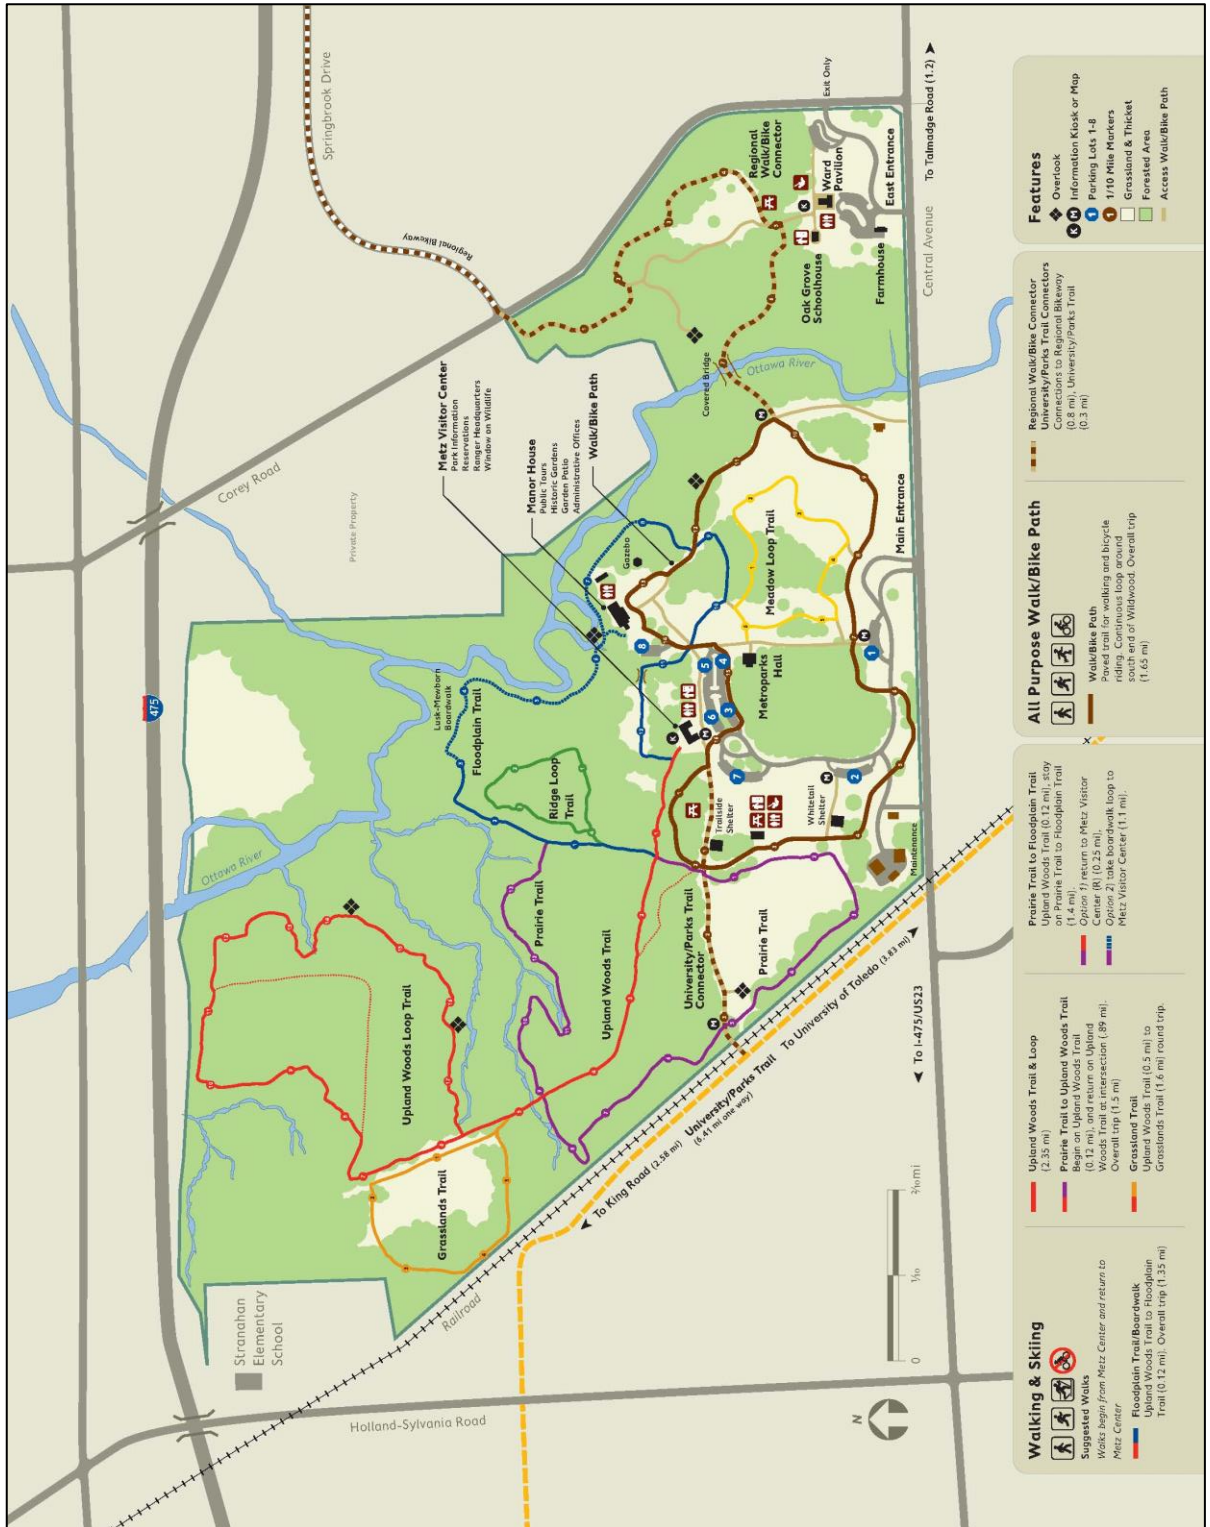 Springbrook Drive
Regional Bikeway
475
Corey Road
Private Property
Ottawa River
Lusk-Mewborn
Boardwalk
Floodplain Trail
Ridge Loop
Trail
Prairie Trail
Upland Woods Trail
Upland Woods Loop Trail
Grasslands Trail
Stranahan
Elementary
School
Holland-Sylvania Road
Railroad
Metz Visitor Center
Park Information
Reservations
Ranger Headquarters
Window on Wildlife
Manor House
Public Tours
Historic Gardens
Garden Patio
Administrative Offices
Walk/Bike Path
Gazebo
Covered Bridge
Ottawa River
Regional
Walk/Bike
Connector
Ward
Pavilion
Oak Grove
Schoolhouse
Farmhouse
East Entrance
Exit Only
To Talmadge Road (1.2)
Central Avenue
Meadow Loop Trail
Metroparks
Hall
Main Entrance
Trailside
Shelter
Whitetail
Shelter
Maintenance
University/Parks Trail
Connector
Prairie Trail
To I-475/US23
To King Road (2.58 mi)
University/Parks Trail
(6.41 mi one way)
To University of Toledo (3.83 mi)
K
M
1
2
3
4
5
6
7
8
N
0
1/10
2/10 mi
Walking & Skiing
Suggested Walks
Walks begin from Metz Center and return to
Metz Center
Floodplain Trail/Boardwalk
Upland Woods Trail to Floodplain
Trail (0.12 mi). Overall trip (1.35 mi)
Upland Woods Trail & Loop
(2.35 mi)
Prairie Trail to Upland Woods Trail
Begin on Upland Woods Trail
(0.12 mi), and return on Upland
Woods Trail at intersection (.89 mi).
Overall trip (1.5 mi)
Grassland Trail
Upland Woods Trail (0.5 mi) to
Grasslands Trail (1.6 mi) round trip.
Prairie Trail to Floodplain Trail
Upland Woods Trail (0.12 mi), stay
on Prairie Trail to Floodplain Trail
(1.4 mi).
Option 1) return to Metz Visitor
Center (R) (0.25 mi),
Option 2) take boardwalk loop to
Metz Visitor Center (1.1 mi).
All Purpose Walk/Bike Path
Walk/Bike Path
Paved trail for walking and bicycle
riding. Continuous loop around
south end of Wildwood. Overall trip
(1.65 mi)
Regional Walk/Bike Connector
University/Parks Trail Connectors
Connections to Regional Bikeway
(0.8 mi), University/Parks Trail
(0.3 mi)
Features
Overlook
K M Information Kiosk or Map
1 Parking Lots 1-8
1 1/10 Mile Markers
Grassland & Thicket
Forested Area
Access Walk/Bike Path